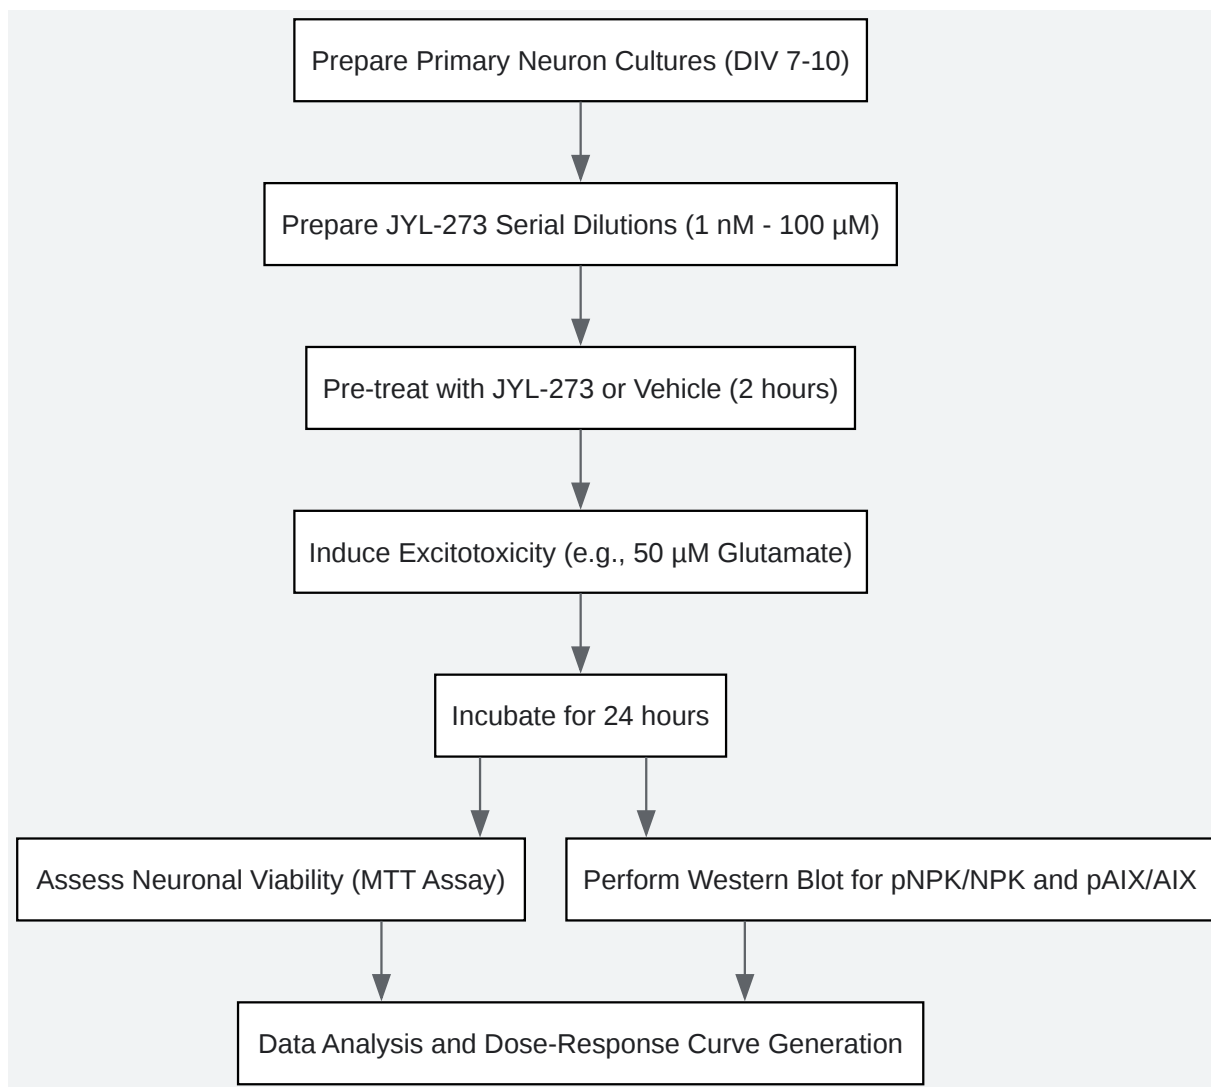 Prepare Primary Neuron Cultures (DIV 7-10)
Prepare JYL-273 Serial Dilutions (1 nM - 100 µM)
Pre-treat with JYL-273 or Vehicle (2 hours)
Induce Excitotoxicity (e.g., 50 µM Glutamate)
Incubate for 24 hours
Assess Neuronal Viability (MTT Assay)
Perform Western Blot for pNPK/NPK and pAIX/AIX
Data Analysis and Dose-Response Curve Generation